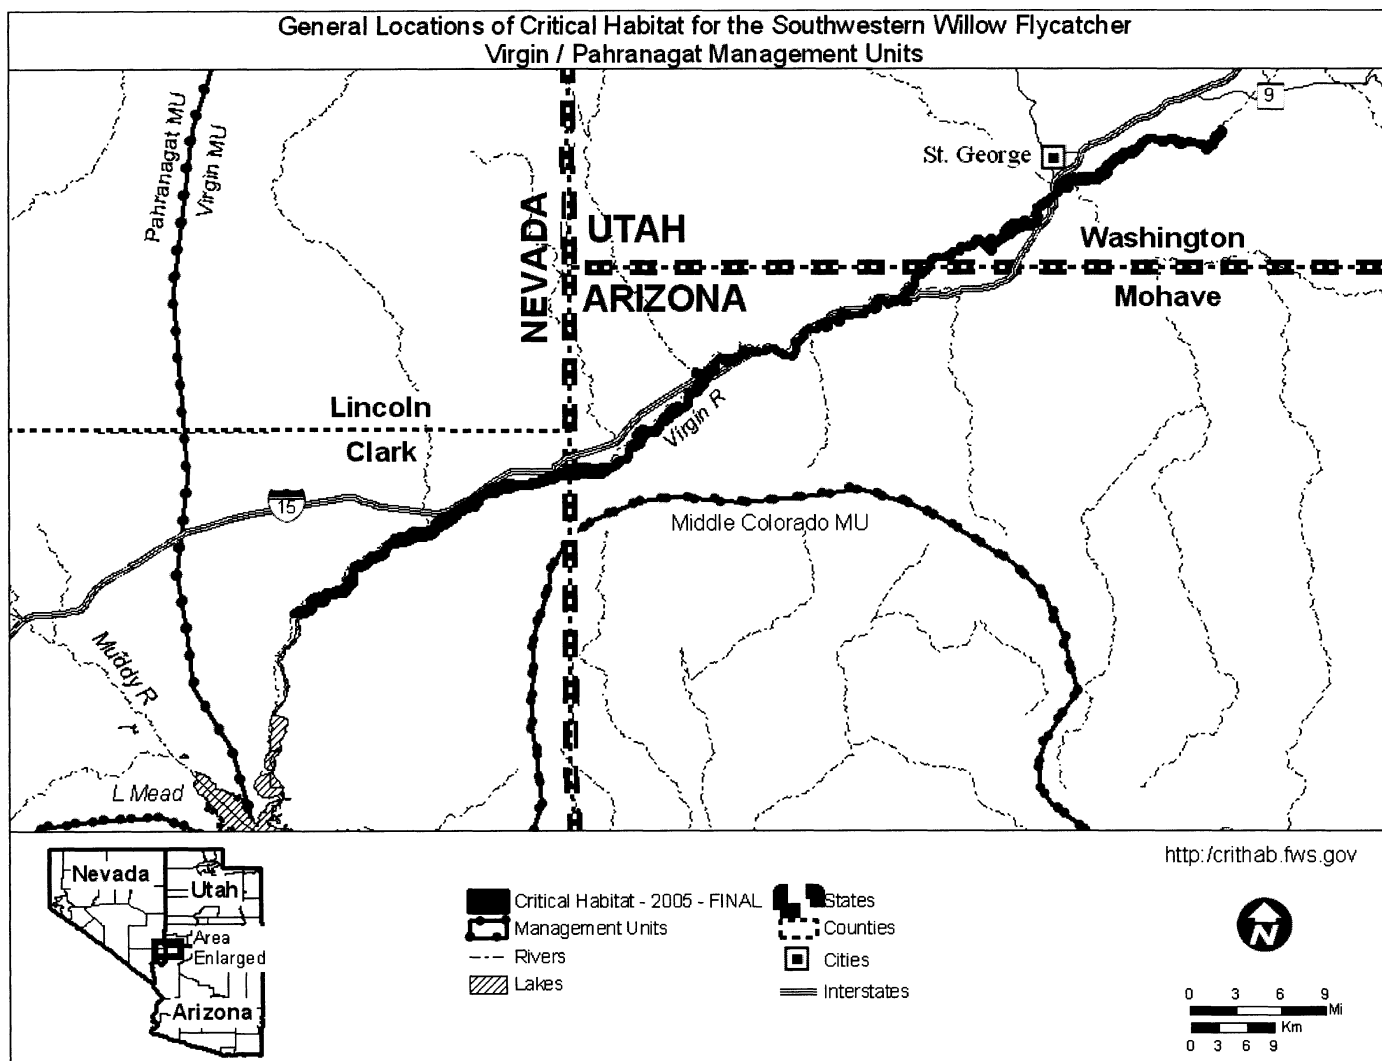 General Locations of Critical Habitat for the Southwestern Willow Flycatcher
Virgin / Pahranagat Management Units
Pahranagat MU
Virgin MU
9
St. George
NEVADA
UTAH
ARIZONA
Washington
Mohave
Lincoln
Clark
Virgin R
15
Middle Colorado MU
Muddy R
L Mead
http:/crithab.fws.gov
Nevada
Utah
Area
Enlarged
Arizona
Critical Habitat - 2005 - FINAL
Management Units
Rivers
Lakes
States
Counties
Cities
Interstates
N
0 3 6 9
Mi
Km
0 3 6 9